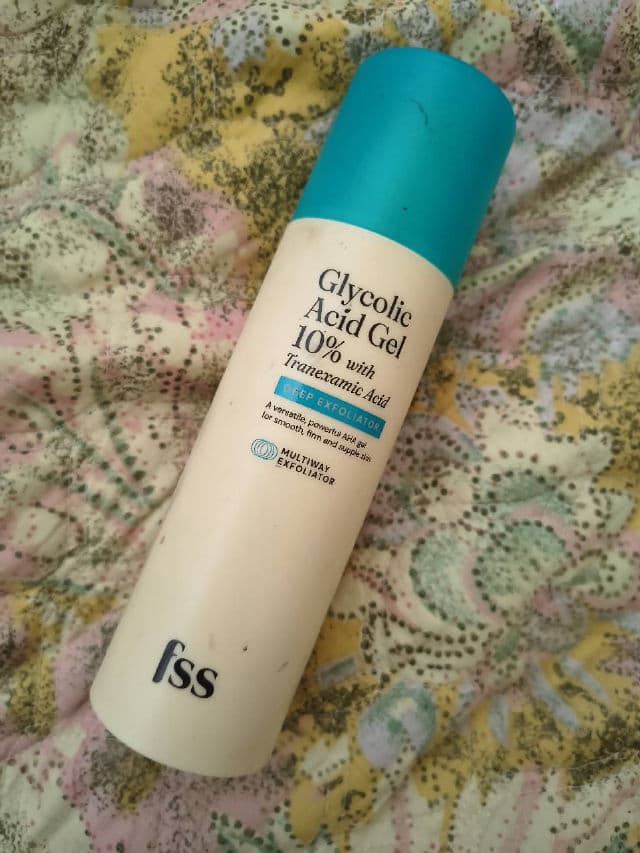 Glycolic
Acid Gel
10% with
Tranexamic Acid
DEEP EXFOLIATOR
A versatile, powerful AHA gel
for smooth, firm and supple skin
MULTIWAY
EXFOLIATOR
fss